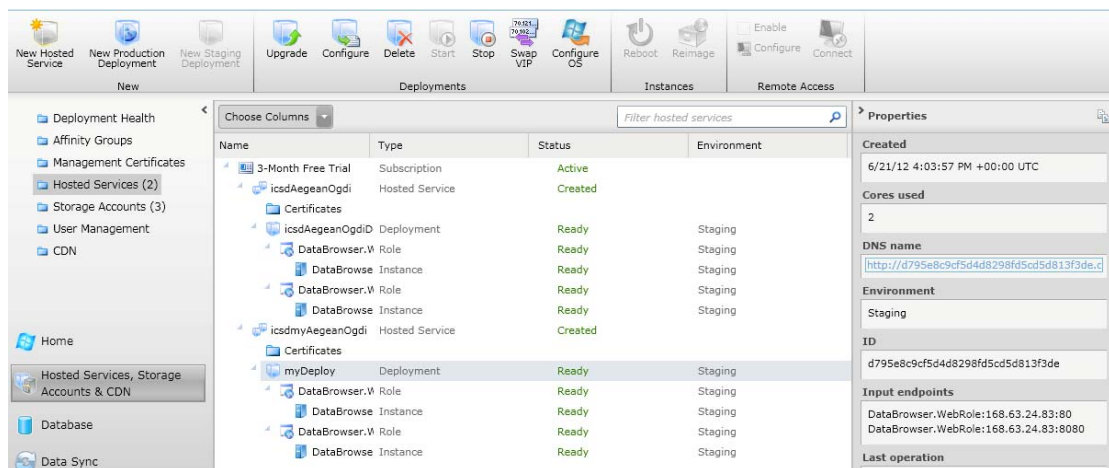 New Hosted Service
New Production Deployment
New Staging Deployment
Upgrade
Configure
Delete
Start
Stop
Swap VIP
Configure OS
Reboot
Reimage
Enable
Configure
Connect
New
Deployments
Instances
Remote Access
Deployment Health
Affinity Groups
Management Certificates
Hosted Services (2)
Storage Accounts (3)
User Management
CDN
Home
Hosted Services, Storage Accounts & CDN
Database
Data Sync
Choose Columns
Filter hosted services
Name Type Status Environment
3-Month Free Trial Subscription Active
icsdAegeanOgdi Hosted Service Created
Certificates
icsdAegeanOgdiD Deployment Ready Staging
DataBrowser.W Role Ready Staging
DataBrowse Instance Ready Staging
DataBrowser.W Role Ready Staging
DataBrowse Instance Ready Staging
icsdmyAegeanOgdi Hosted Service Created
Certificates
myDeploy Deployment Ready Staging
DataBrowser.W Role Ready Staging
DataBrowse Instance Ready Staging
DataBrowser.W Role Ready Staging
DataBrowse Instance Ready Staging
Properties
Created
6/21/12 4:03:57 PM +00:00 UTC
Cores used
2
DNS name
http://d795e8c9cf5d4d8298fd5cd5d813f3de.c
Environment
Staging
ID
d795e8c9cf5d4d8298fd5cd5d813f3de
Input endpoints
DataBrowser.WebRole:168.63.24.83:80
DataBrowser.WebRole:168.63.24.83:8080
Last operation